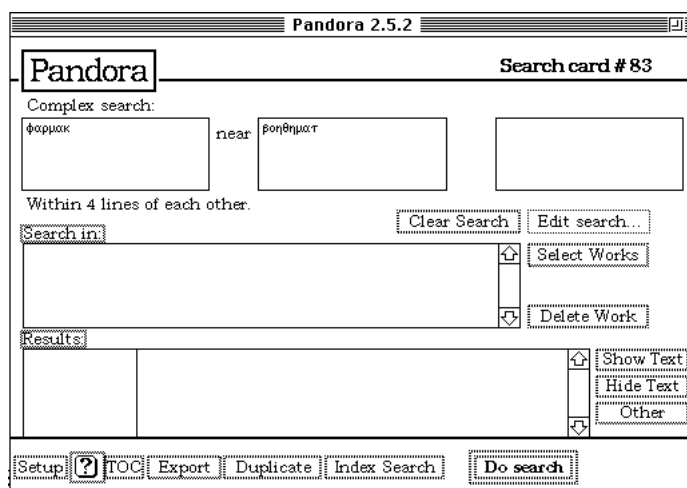 Pandora 2.5.2
Pandora
Search card # 83
Complex search:
φαρμακ
near
βοηθηματ
Within 4 lines of each other.
Clear Search
Edit search...
Search in:
Select Works
Delete Work
Results:
Show Text
Hide Text
Other
Setup ? TOC Export Duplicate Index Search Do search